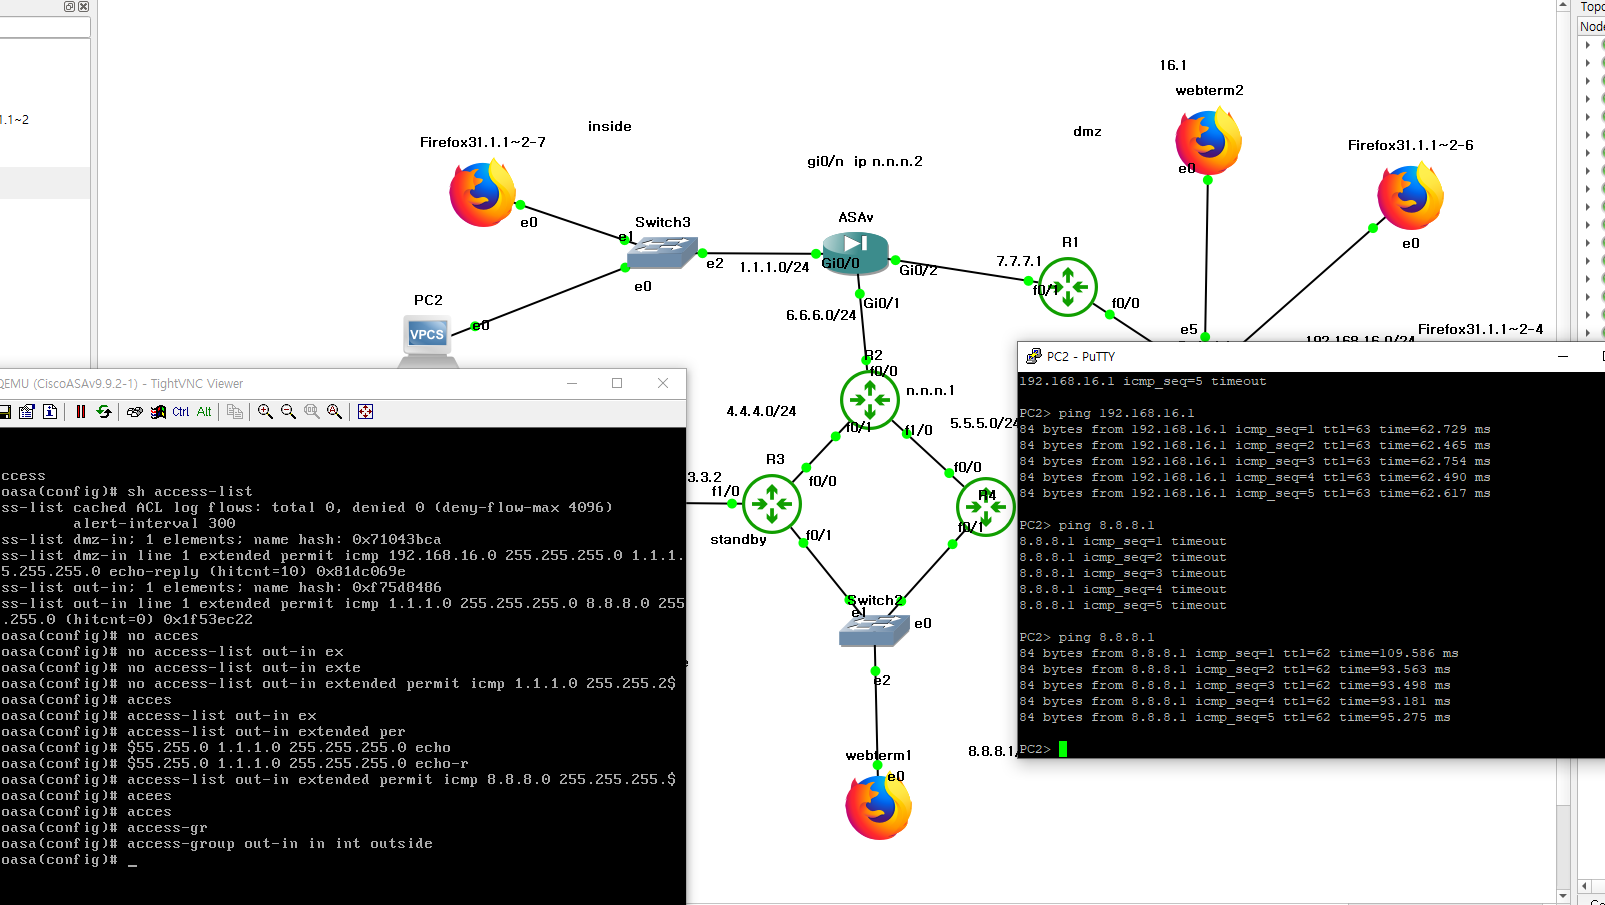 Topo
Node
1.1~2
16.1
webterm2
inside
dmz
Firefox31.1.1~2-7
Firefox31.1.1~2-6
gi0/n ip n.n.n.2
e0
e0
e0
Switch3
ASAv
e1
R1
e2
1.1.1.0/24
Gi0/0
Gi0/2
7.7.7.1
e0
f0/1
f0/0
PC2
Gi0/1
6.6.6.0/24
e0
VPCS
e5
Firefox31.1.1~2-4
192.168.16.0/24
R2
f0/0
n.n.n.1
4.4.4.0/24
f0/1
f1/0
5.5.5.0/24
R3
3.3.2
f1/0
f0/0
f0/0
R4
standby
f0/1
f0/1
Switch2
e1
e0
e2
webterm1
e0
8.8.8.1/
QEMU (CiscoASAv9.9.2-1) - TightVNC Viewer
Ctrl Alt
ccess
oasa(config)# sh access-list
ss-list cached ACL log flows: total 0, denied 0 (deny-flow-max 4096)
alert-interval 300
ss-list dmz-in; 1 elements; name hash: 0x71043bca
ss-list dmz-in line 1 extended permit icmp 192.168.16.0 255.255.255.0 1.1.1.
5.255.255.0 echo-reply (hitcnt=10) 0x81dc069e
ss-list out-in; 1 elements; name hash: 0xf75d8486
ss-list out-in line 1 extended permit icmp 1.1.1.0 255.255.255.0 8.8.8.0 255
.255.0 (hitcnt=0) 0x1f53ec22
oasa(config)# no acces
oasa(config)# no access-list out-in ex
oasa(config)# no access-list out-in exte
oasa(config)# no access-list out-in extended permit icmp 1.1.1.0 255.255.2$
oasa(config)# acces
oasa(config)# access-list out-in ex
oasa(config)# access-list out-in extended per
oasa(config)# $55.255.0 1.1.1.0 255.255.255.0 echo
oasa(config)# $55.255.0 1.1.1.0 255.255.255.0 echo-r
oasa(config)# access-list out-in extended permit icmp 8.8.8.0 255.255.255.$
oasa(config)# acces
oasa(config)# acces
oasa(config)# access-gr
oasa(config)# access-group out-in in int outside
oasa(config)# _
PC2 - PuTTY
192.168.16.1 icmp_seq=5 timeout
PC2> ping 192.168.16.1
84 bytes from 192.168.16.1 icmp_seq=1 ttl=63 time=62.729 ms
84 bytes from 192.168.16.1 icmp_seq=2 ttl=63 time=62.465 ms
84 bytes from 192.168.16.1 icmp_seq=3 ttl=63 time=62.754 ms
84 bytes from 192.168.16.1 icmp_seq=4 ttl=63 time=62.490 ms
84 bytes from 192.168.16.1 icmp_seq=5 ttl=63 time=62.617 ms
PC2> ping 8.8.8.1
8.8.8.1 icmp_seq=1 timeout
8.8.8.1 icmp_seq=2 timeout
8.8.8.1 icmp_seq=3 timeout
8.8.8.1 icmp_seq=4 timeout
8.8.8.1 icmp_seq=5 timeout
PC2> ping 8.8.8.1
84 bytes from 8.8.8.1 icmp_seq=1 ttl=62 time=109.586 ms
84 bytes from 8.8.8.1 icmp_seq=2 ttl=62 time=93.563 ms
84 bytes from 8.8.8.1 icmp_seq=3 ttl=62 time=93.498 ms
84 bytes from 8.8.8.1 icmp_seq=4 ttl=62 time=93.181 ms
84 bytes from 8.8.8.1 icmp_seq=5 ttl=62 time=95.275 ms
PC2>